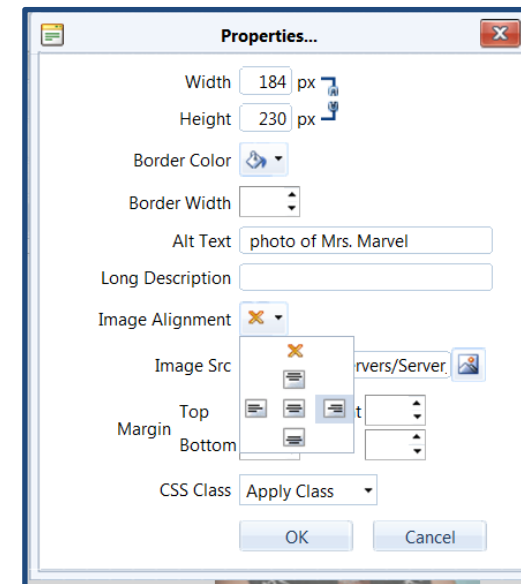 Properties...
Width 184 px
Height 230 px
Border Color
Border Width
Alt Text photo of Mrs. Marvel
Long Description
Image Alignment
Image Src rvers/Server_
Top t
Margin
Bottom
CSS Class Apply Class
OK Cancel